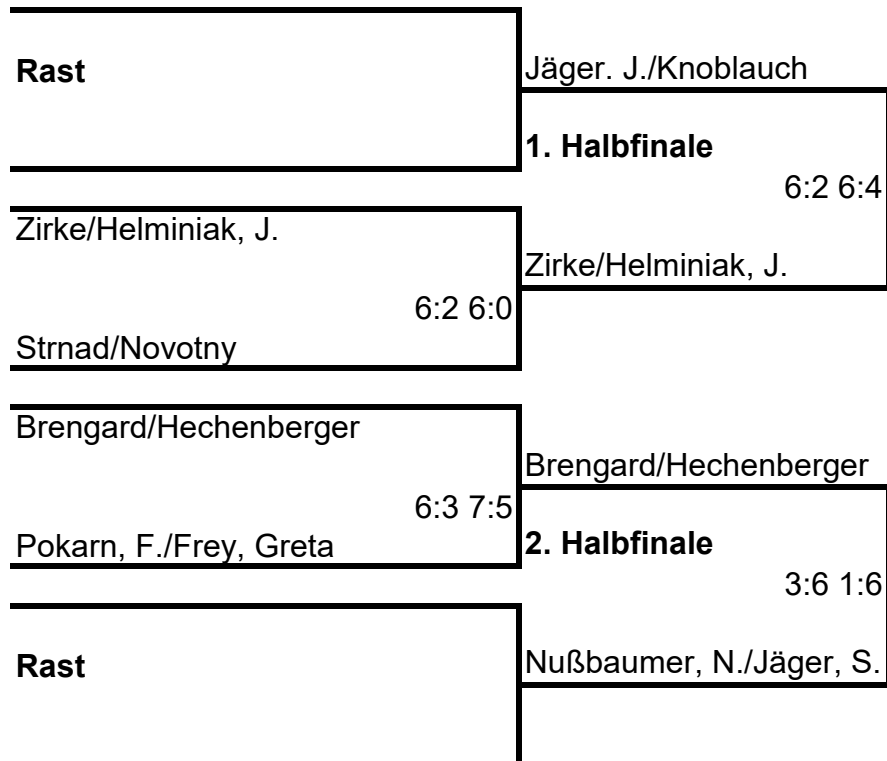 Rast
Jäger. J./Knoblauch
1. Halbfinale
6:2 6:4
Zirke/Helminiak, J.
Zirke/Helminiak, J.
6:2 6:0
Strnad/Novotny
Brengard/Hechenberger
Brengard/Hechenberger
6:3 7:5
Pokarn, F./Frey, Greta
2. Halbfinale
3:6 1:6
Rast
Nußbaumer, N./Jäger, S.